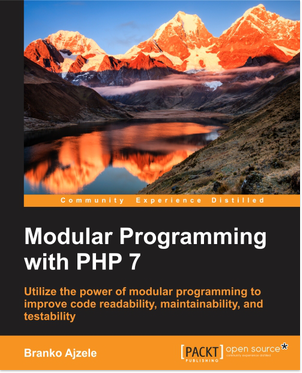 Community Experience Distilled
Modular Programming
with PHP 7
Utilize the power of modular programming to
improve code readability, maintainability, and
testability
Branko Ajzele
[PACKT] open source*
PUBLISHING